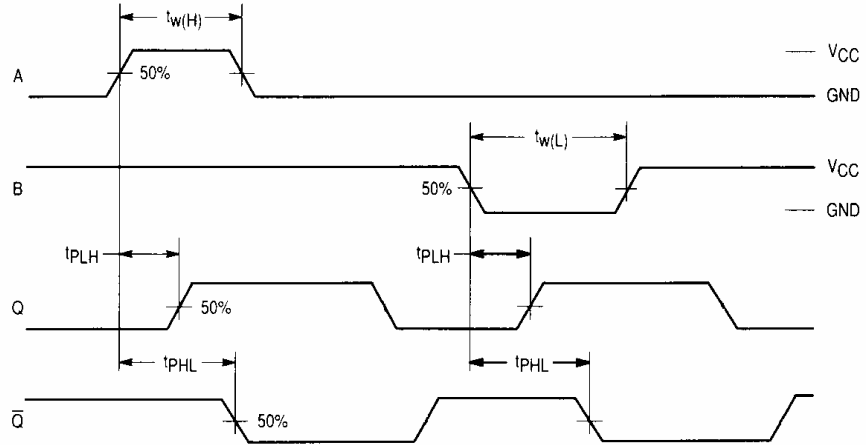 tw(H)
VCC
A
50%
GND
tw(L)
VCC
B
50%
GND
tPLH
tPLH
Q
50%
tPHL
tPHL
Q̅
50%